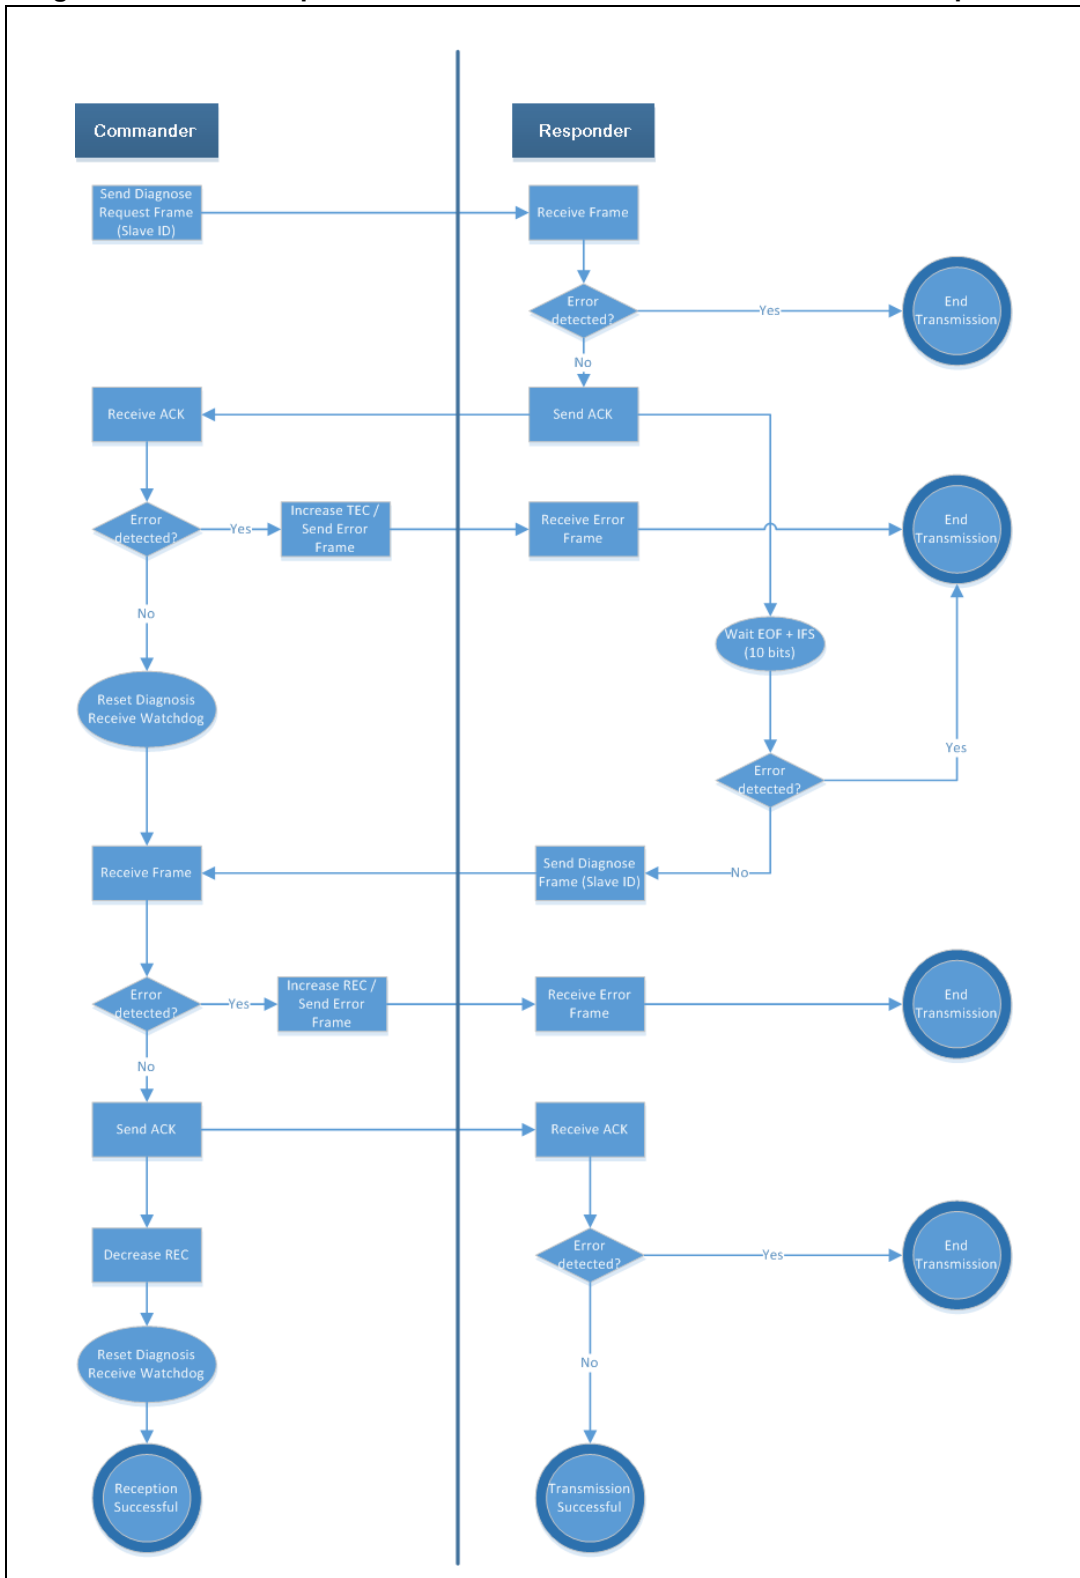 Commander
Responder
Send Diagnose
Request Frame
(Slave ID)
Receive Frame
Error
detected?
Yes
End
Transmission
No
Receive ACK
Send ACK
Error
detected?
Yes
Increase TEC /
Send Error
Frame
Receive Error
Frame
End
Transmission
No
Wait EOF + IFS
(10 bits)
Reset Diagnosis
Receive Watchdog
Error
detected?
Yes
Receive Frame
Send Diagnose
Frame (Slave ID)
No
Error
detected?
Yes
Increase REC /
Send Error
Frame
Receive Error
Frame
End
Transmission
No
Send ACK
Receive ACK
Decrease REC
Error
detected?
Yes
End
Transmission
Reset Diagnosis
Receive Watchdog
No
Reception
Successful
Transmission
Successful